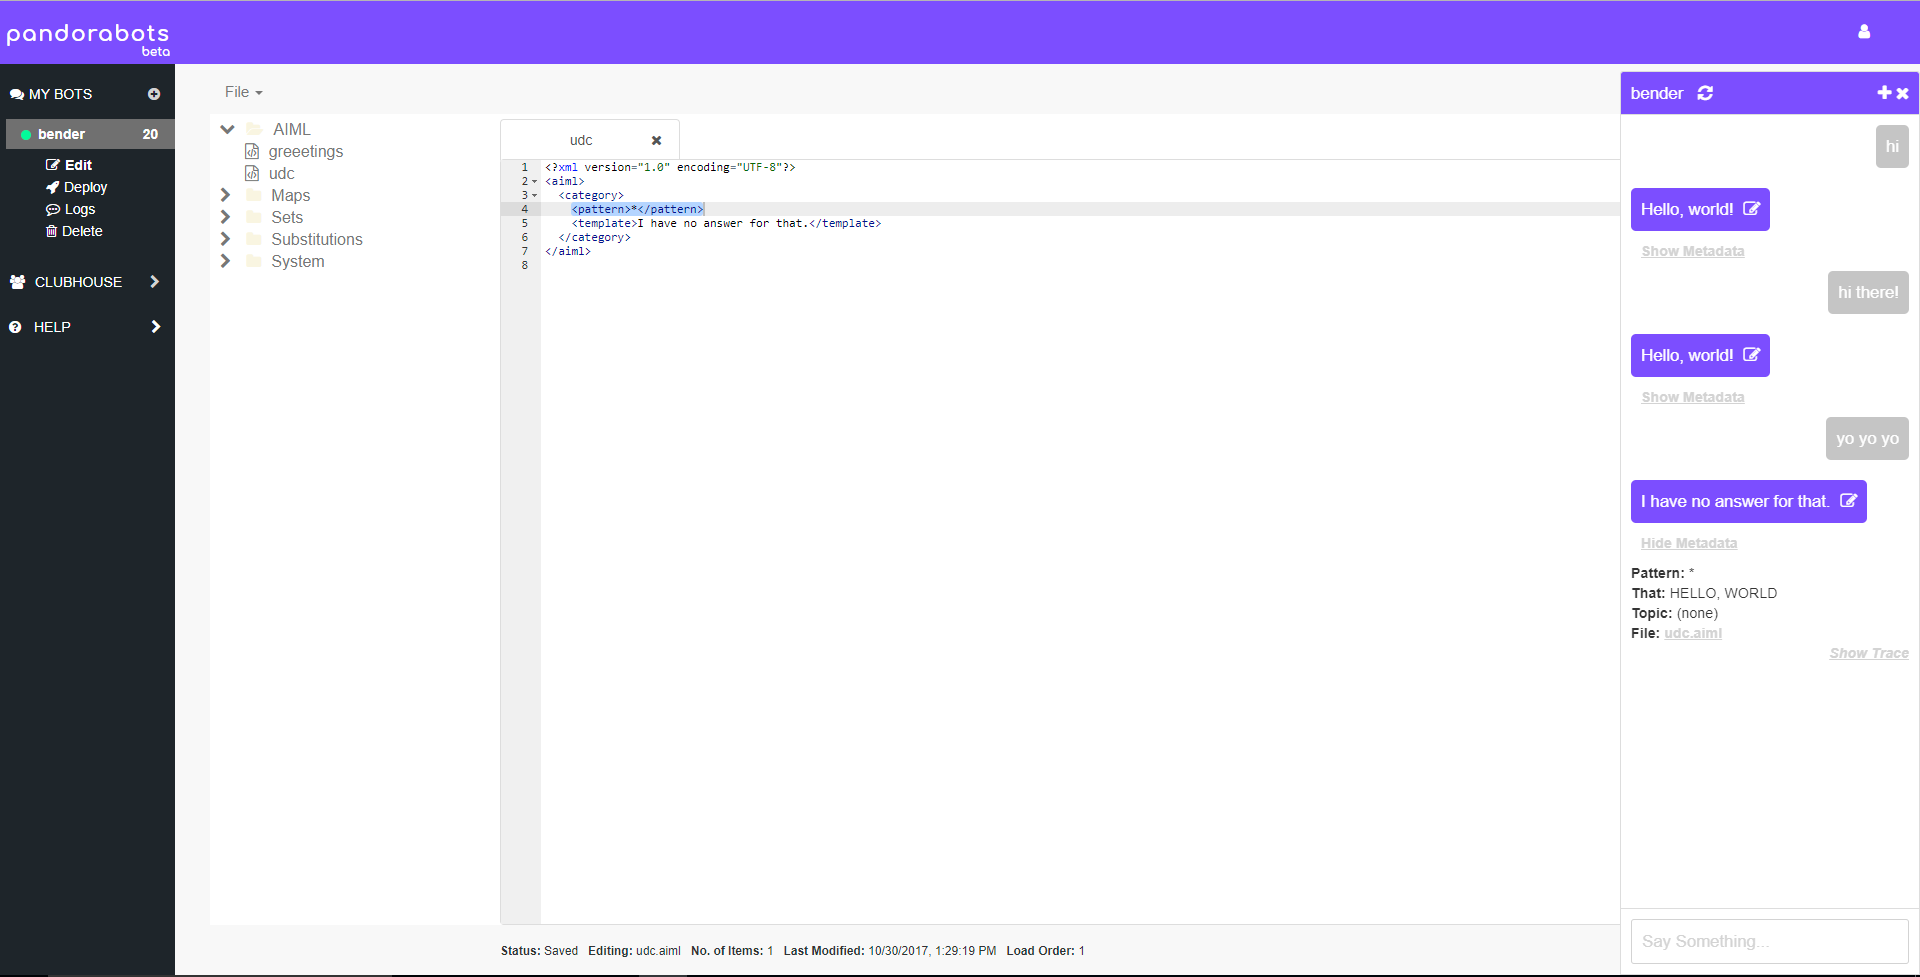 pandorabots
beta
MY BOTS
bender 20
Edit
Deploy
Logs
Delete
CLUBHOUSE
HELP
File
AIML
greeetings
udc
Maps
Sets
Substitutions
System
udc
1 <?xml version="1.0" encoding="UTF-8"?>
2 <aiml>
3 <category>
4 <pattern>*</pattern>
5 <template>I have no answer for that.</template>
6 </category>
7 </aiml>
8
Status: Saved Editing: udc.aiml No. of Items: 1 Last Modified: 10/30/2017, 1:29:19 PM Load Order: 1
bender
hi
Hello, world!
Show Metadata
hi there!
Hello, world!
Show Metadata
yo yo yo
I have no answer for that.
Hide Metadata
Pattern: *
That: HELLO, WORLD
Topic: (none)
File: udc.aiml
Show Trace
Say Something...